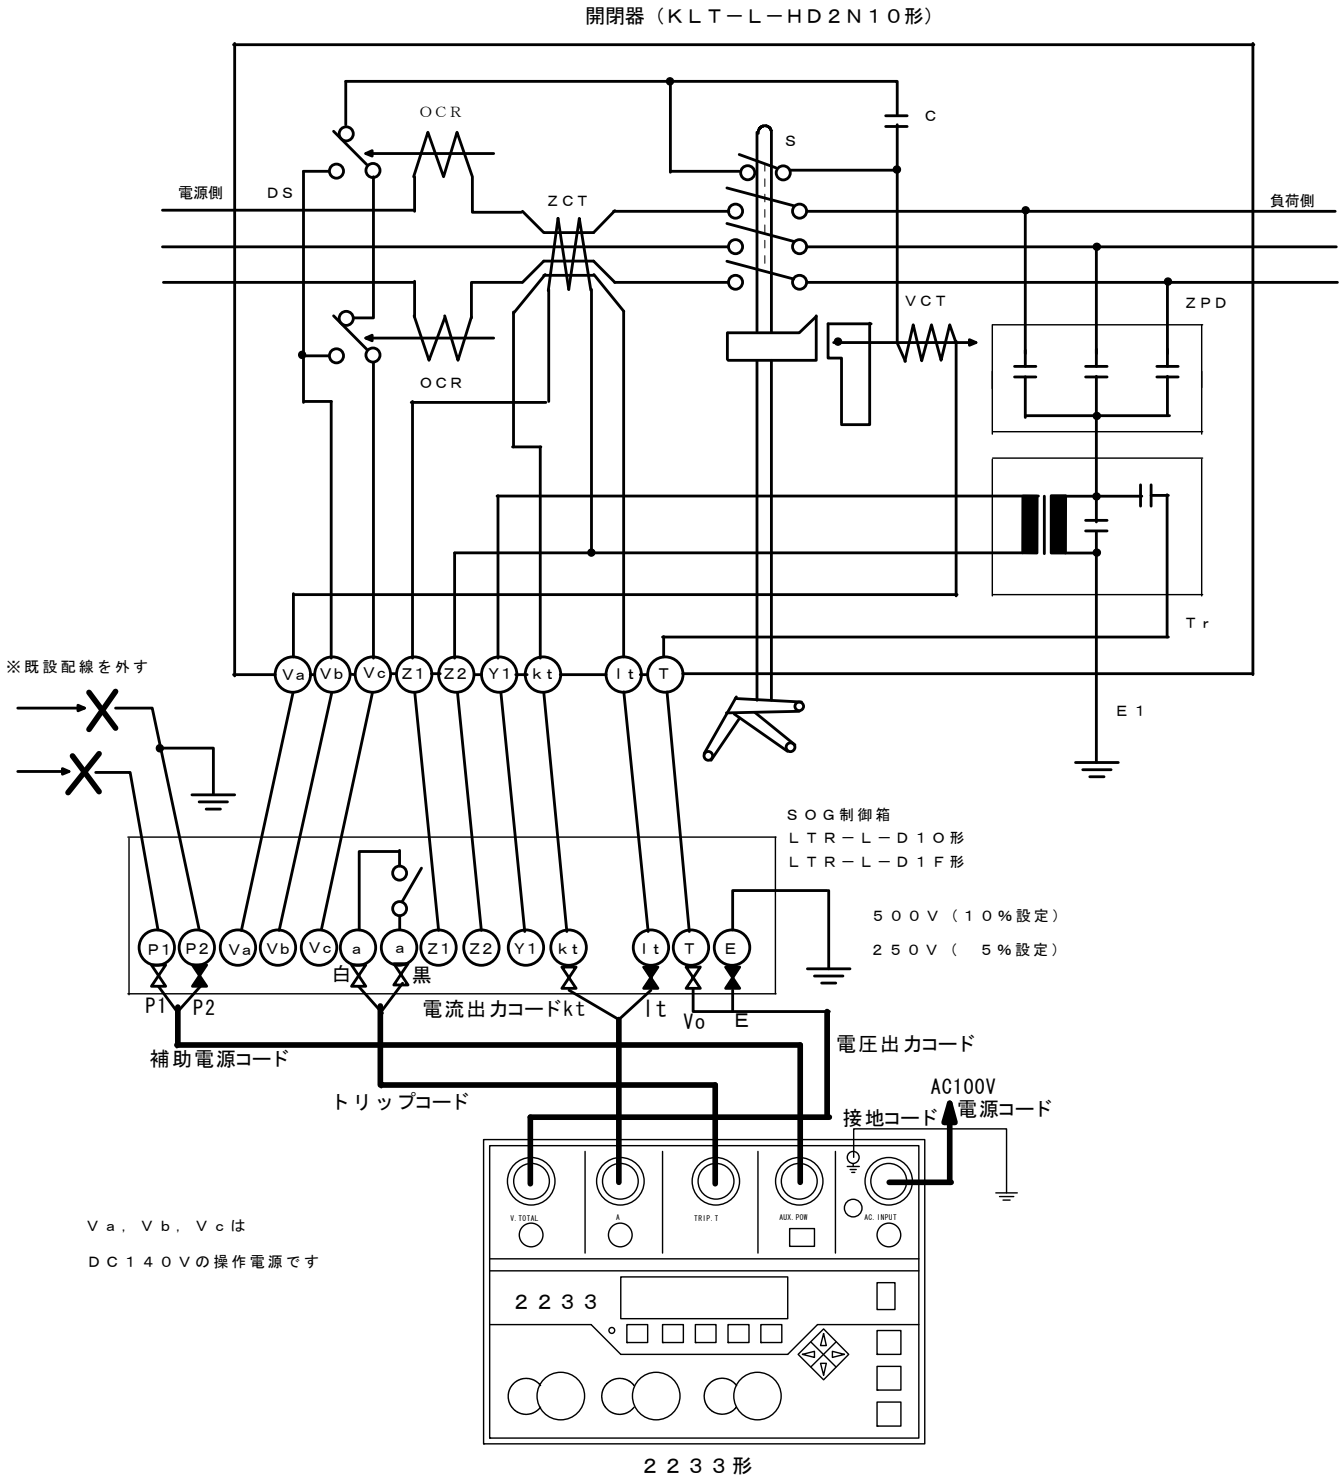 開閉器（ＫＬＴ－Ｌ－ＨＤ２Ｎ１０形）
OCR
C
S
電源側
DS
ZCT
負荷側
VCT
ZPD
OCR
Tr
※既設配線を外す
Va Vb Vc Z1 Z2 Y1 kt lt T
E1
ＳＯＧ制御箱
ＬＴＲ－Ｌ－Ｄ１Ｏ形
ＬＴＲ－Ｌ－Ｄ１Ｆ形
５００Ｖ（１０％設定）
２５０Ｖ（　５％設定）
P1 P2 Va Vb Vc a a Z1 Z2 Y1 kt lt T E
白 黒
P1 P2
電流出力コードkt lt
Vo E
補助電源コード
電圧出力コード
トリップコード
AC100V
電源コード
接地コード
V.TOTAL A TRIP.T AUX.POW AC.INPUT
Ｖａ，Ｖｂ，Ｖｃは
ＤＣ１４０Ｖの操作電源です
２２３３
２２３３形